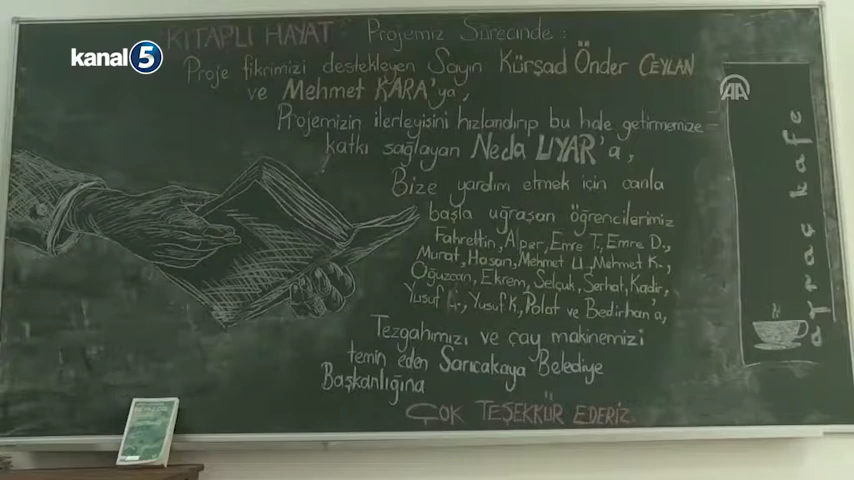 KİTAPLI HAYAT Projemiz Sürecinde:
kanal 5
Proje fikrimizi destekleyen Sayın Kürşad Önder CEYLAN
ve Mehmet KARA'ya,
AA
Projemizin ilerleyişini hızlandırıp bu hale getirmemize
katkı sağlayan Neda UYAR'a,
Bize yardım etmek için canla
başla uğraşan öğrencilerimiz
Fahrettin, Alper, Emre T., Emre D.,
Murat, Hasan, Mehmet U., Mehmet K.,
Oğuzcan, Ekrem, Selçuk, Serhat, Kadir,
Yusuf Yusuf K, Polat ve Bedirhan'a,
Tezgahımızı ve çay makinemizi
temin eden Sarıcakaya Belediye
Başkanlığına
ÇOK TEŞEKKÜR EDERİZ.
ayraç kafe